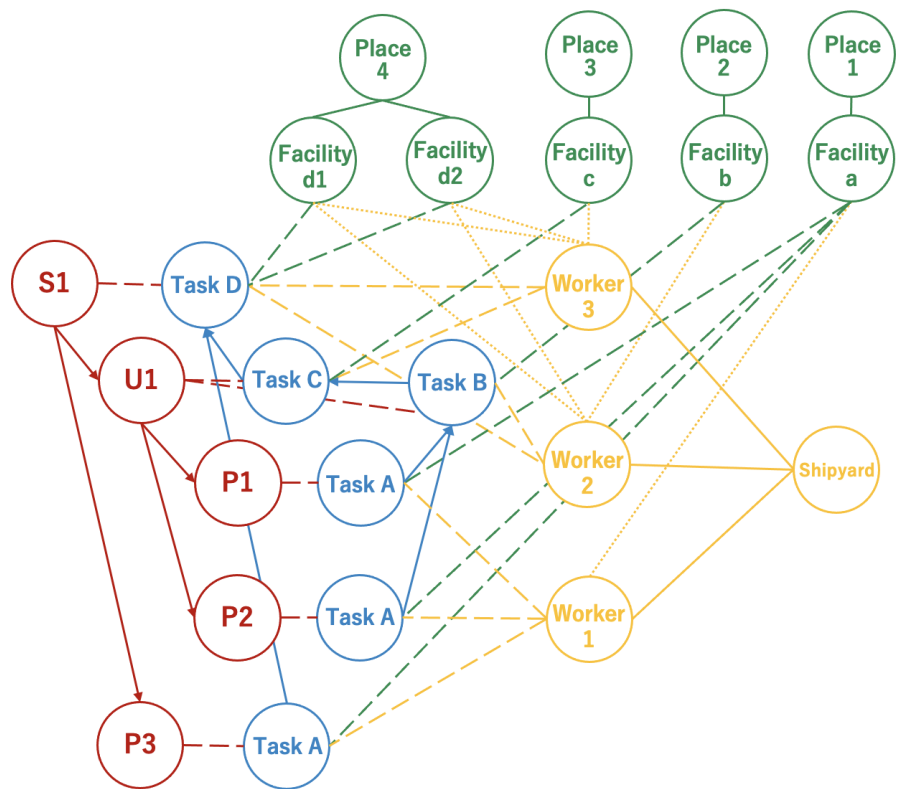 Place
4
Place
3
Place
2
Place
1
Facility
d1
Facility
d2
Facility
c
Facility
b
Facility
a
S1
Task D
Worker
3
U1
Task C
Task B
P1
Task A
Worker
2
Shipyard
P2
Task A
Worker
1
P3
Task A